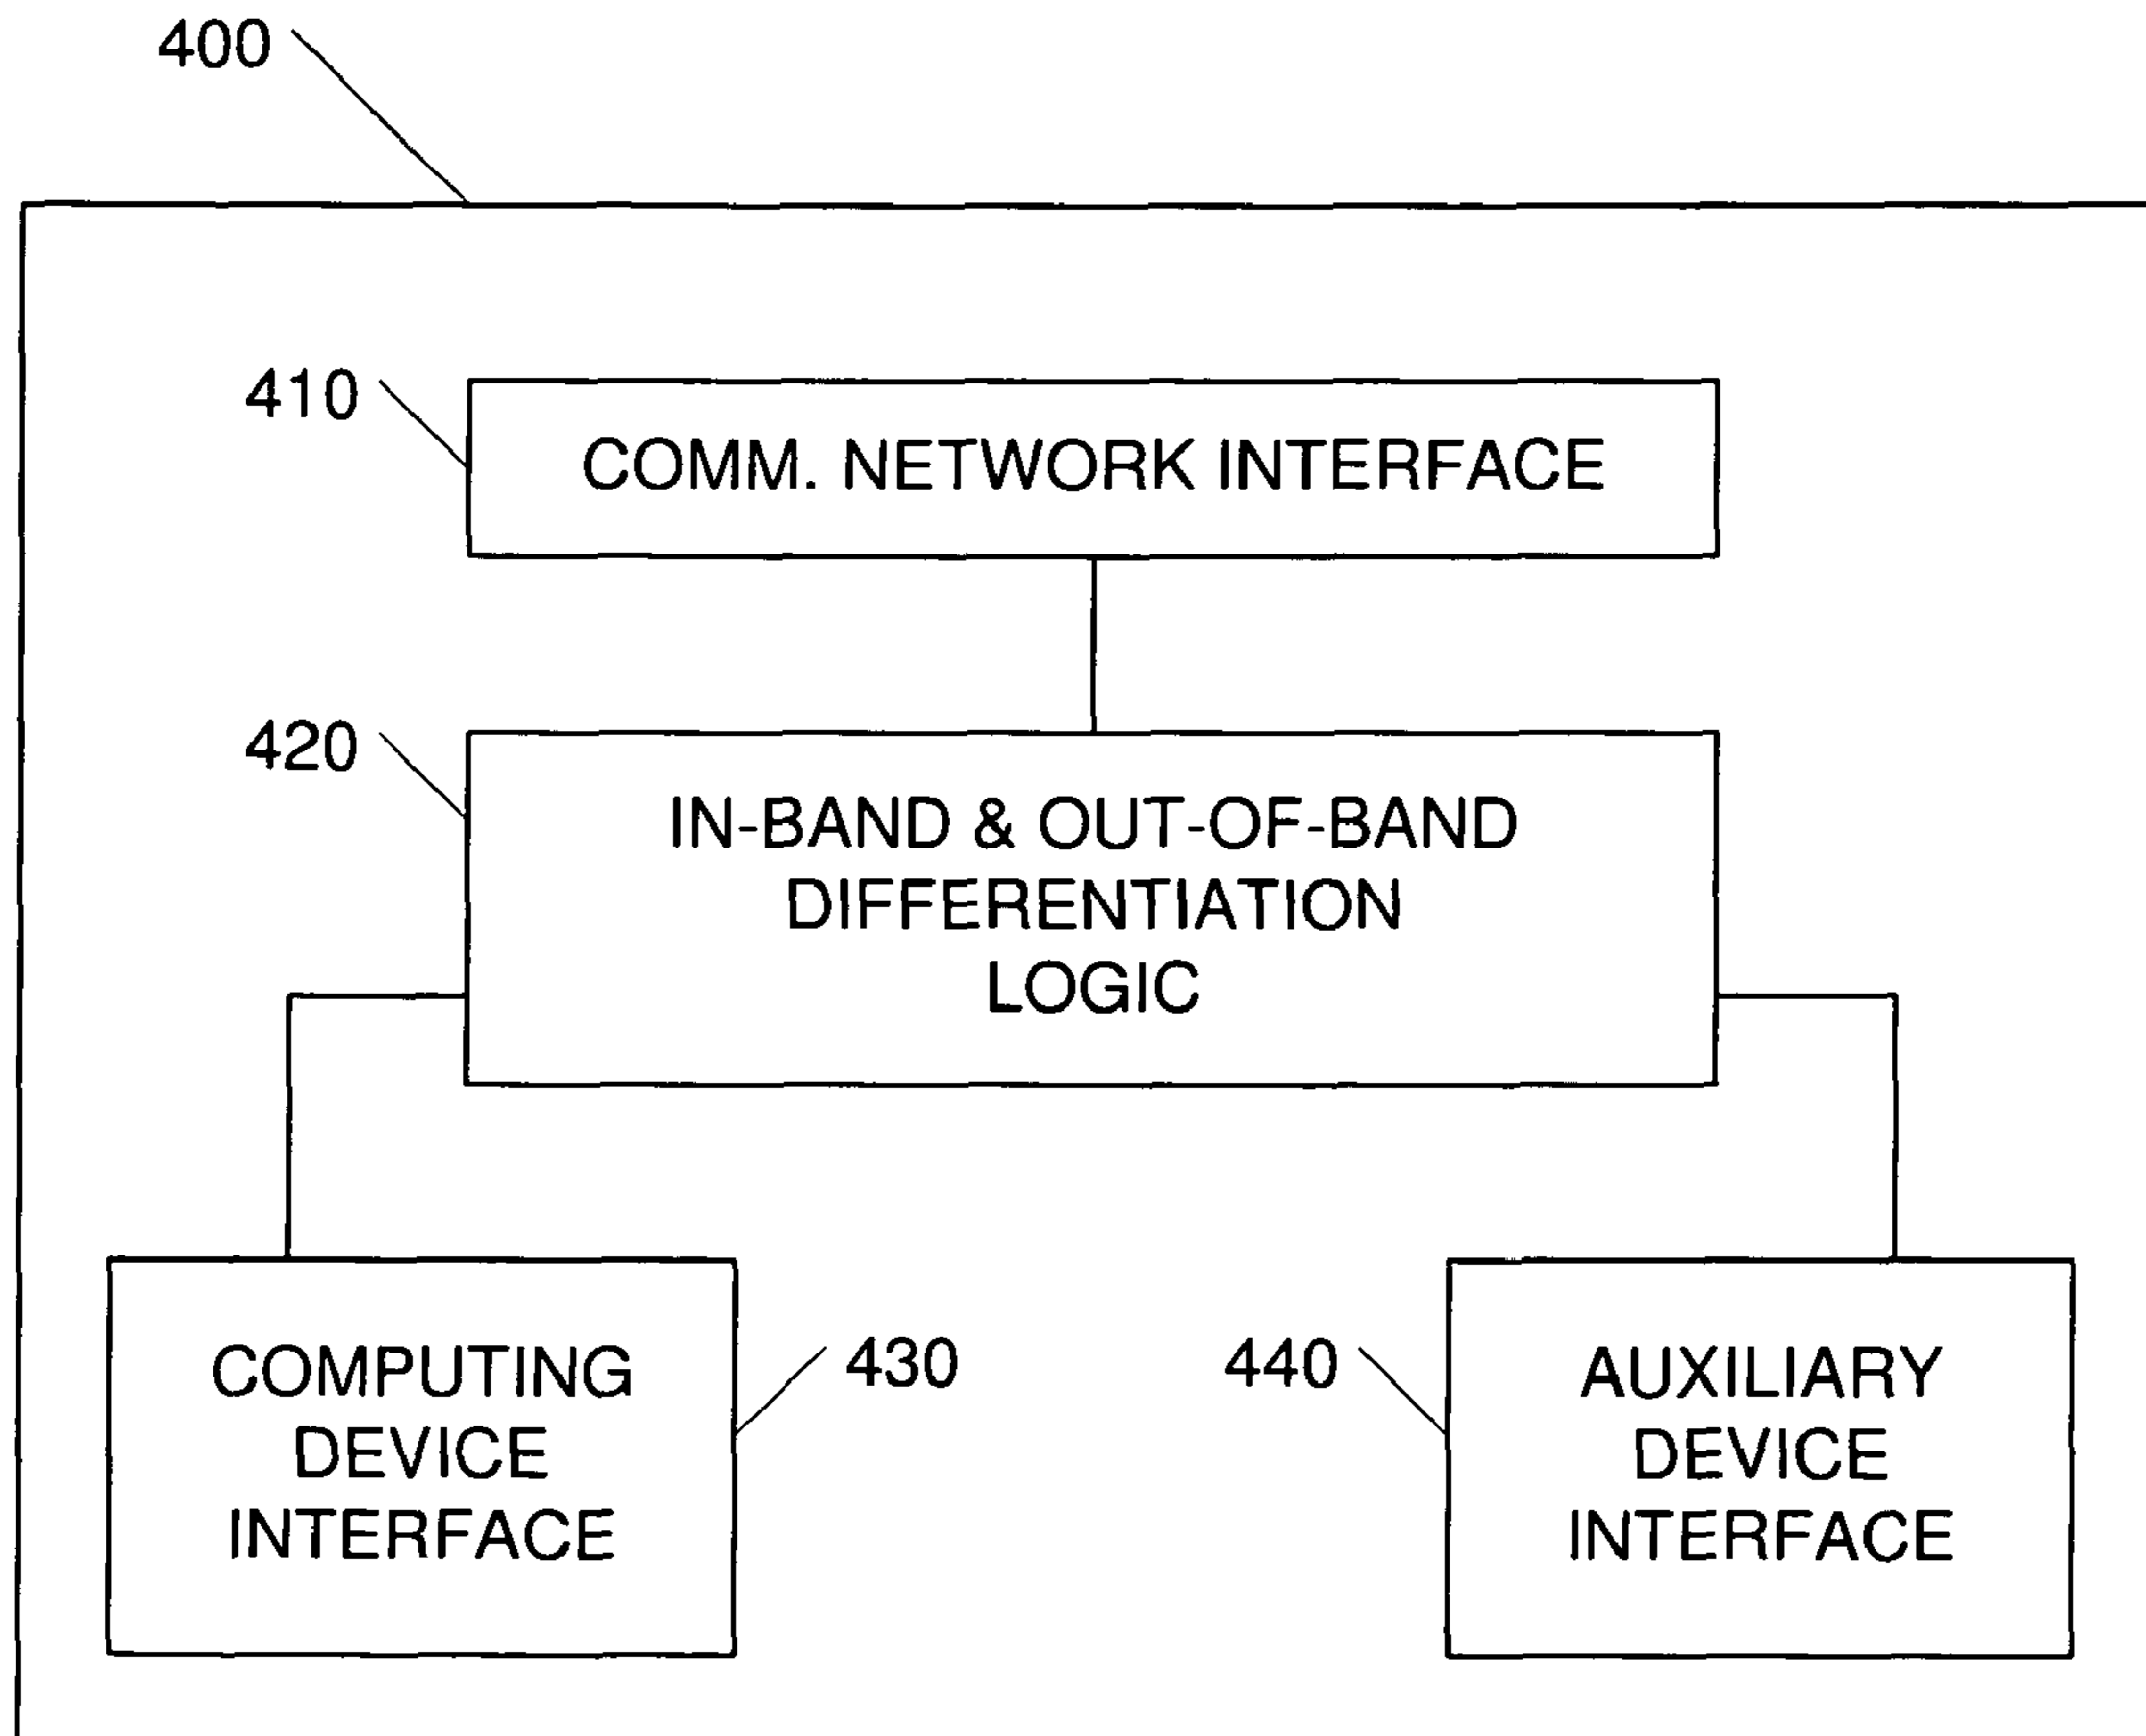 400
410
COMM. NETWORK INTERFACE
420
IN-BAND & OUT-OF-BAND
DIFFERENTIATION
LOGIC
COMPUTING
DEVICE
INTERFACE
430
440
AUXILIARY
DEVICE
INTERFACE